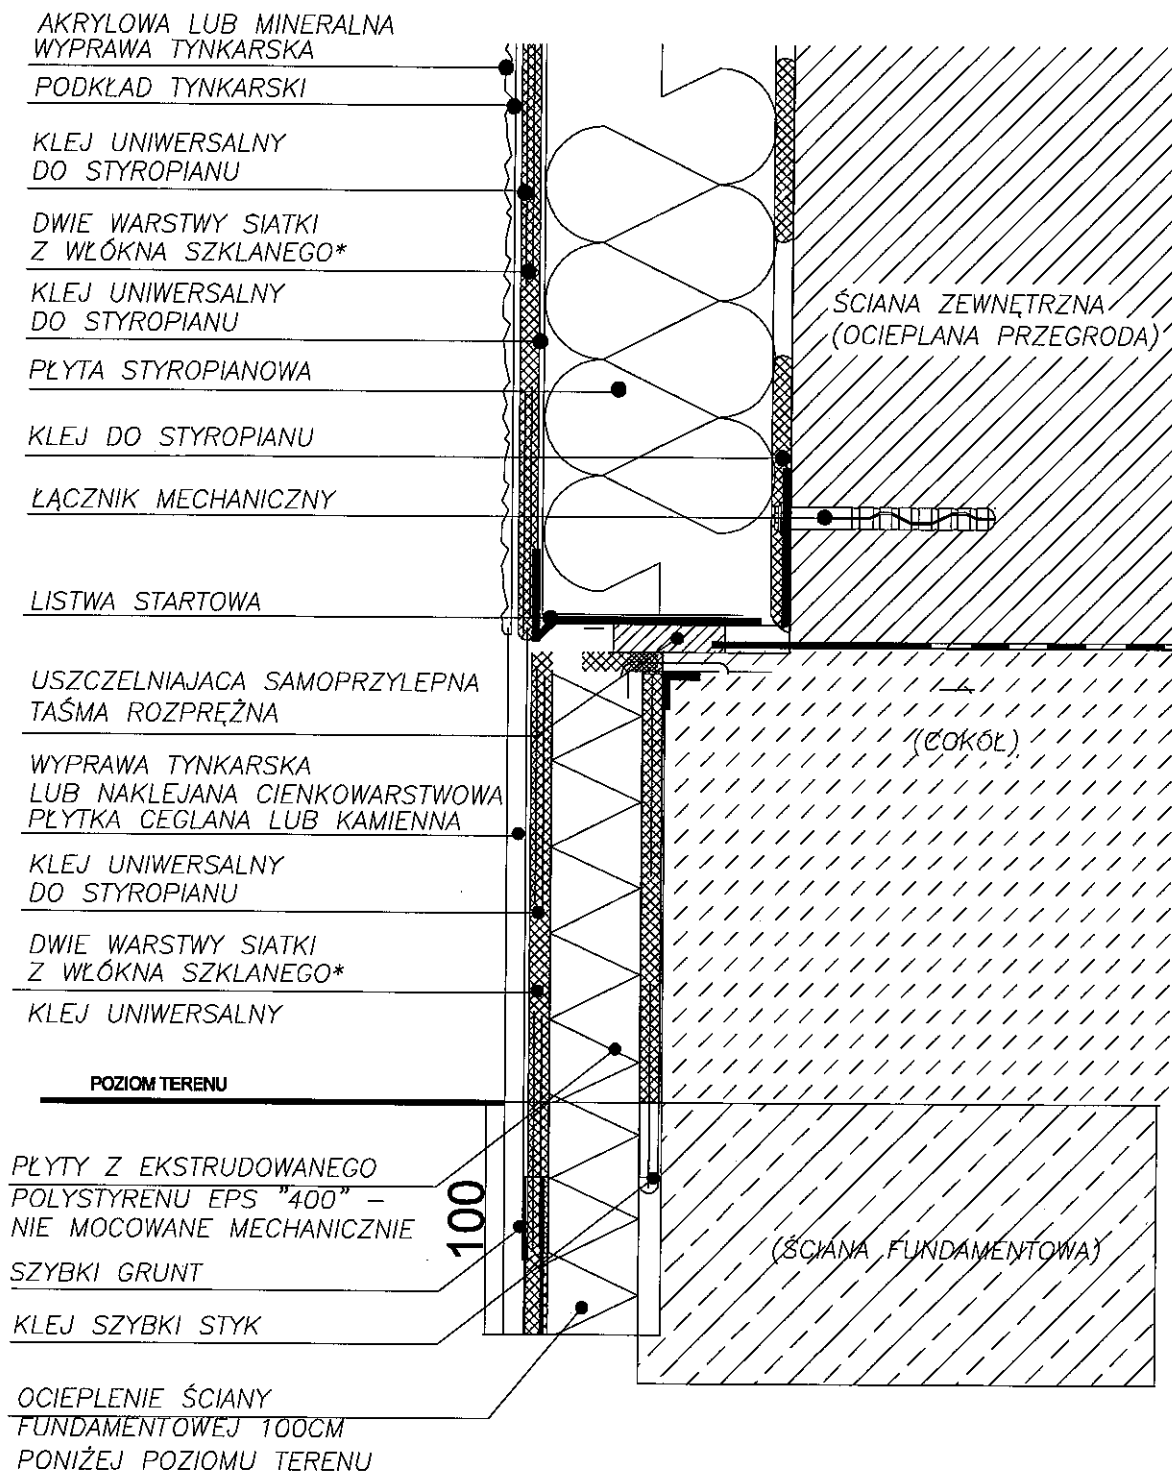 AKRYLOWA LUB MINERALNA
WYPRAWA TYNKARSKA
PODKŁAD TYNKARSKI
KLEJ UNIWERSALNY
DO STYROPIANU
DWIE WARSTWY SIATKI
Z WŁÓKNA SZKLANEGO*
KLEJ UNIWERSALNY
DO STYROPIANU
PŁYTA STYROPIANOWA
KLEJ DO STYROPIANU
ŁĄCZNIK MECHANICZNY
LISTWA STARTOWA
USZCZELNIAJACA SAMOPRZYLEPNA
TAŚMA ROZPRĘŻNA
WYPRAWA TYNKARSKA
LUB NAKLEJANA CIENKOWARSTWOWA
PŁYTKA CEGLANA LUB KAMIENNA
KLEJ UNIWERSALNY
DO STYROPIANU
DWIE WARSTWY SIATKI
Z WŁÓKNA SZKLANEGO*
KLEJ UNIWERSALNY
POZIOM TERENU
PŁYTY Z EKSTRUDOWANEGO
POLYSTYRENU EPS "400" –
NIE MOCOWANE MECHANICZNIE
SZYBKI GRUNT
KLEJ SZYBKI STYK
OCIEPLENIE ŚCIANY
FUNDAMENTOWEJ 100CM
PONIŻEJ POZIOMU TERENU
100
ŚCIANA ZEWNĘTRZNA
(OCIEPLANA PRZEGRODA)
(COKÓŁ)
(ŚCIANA FUNDAMENTOWA)